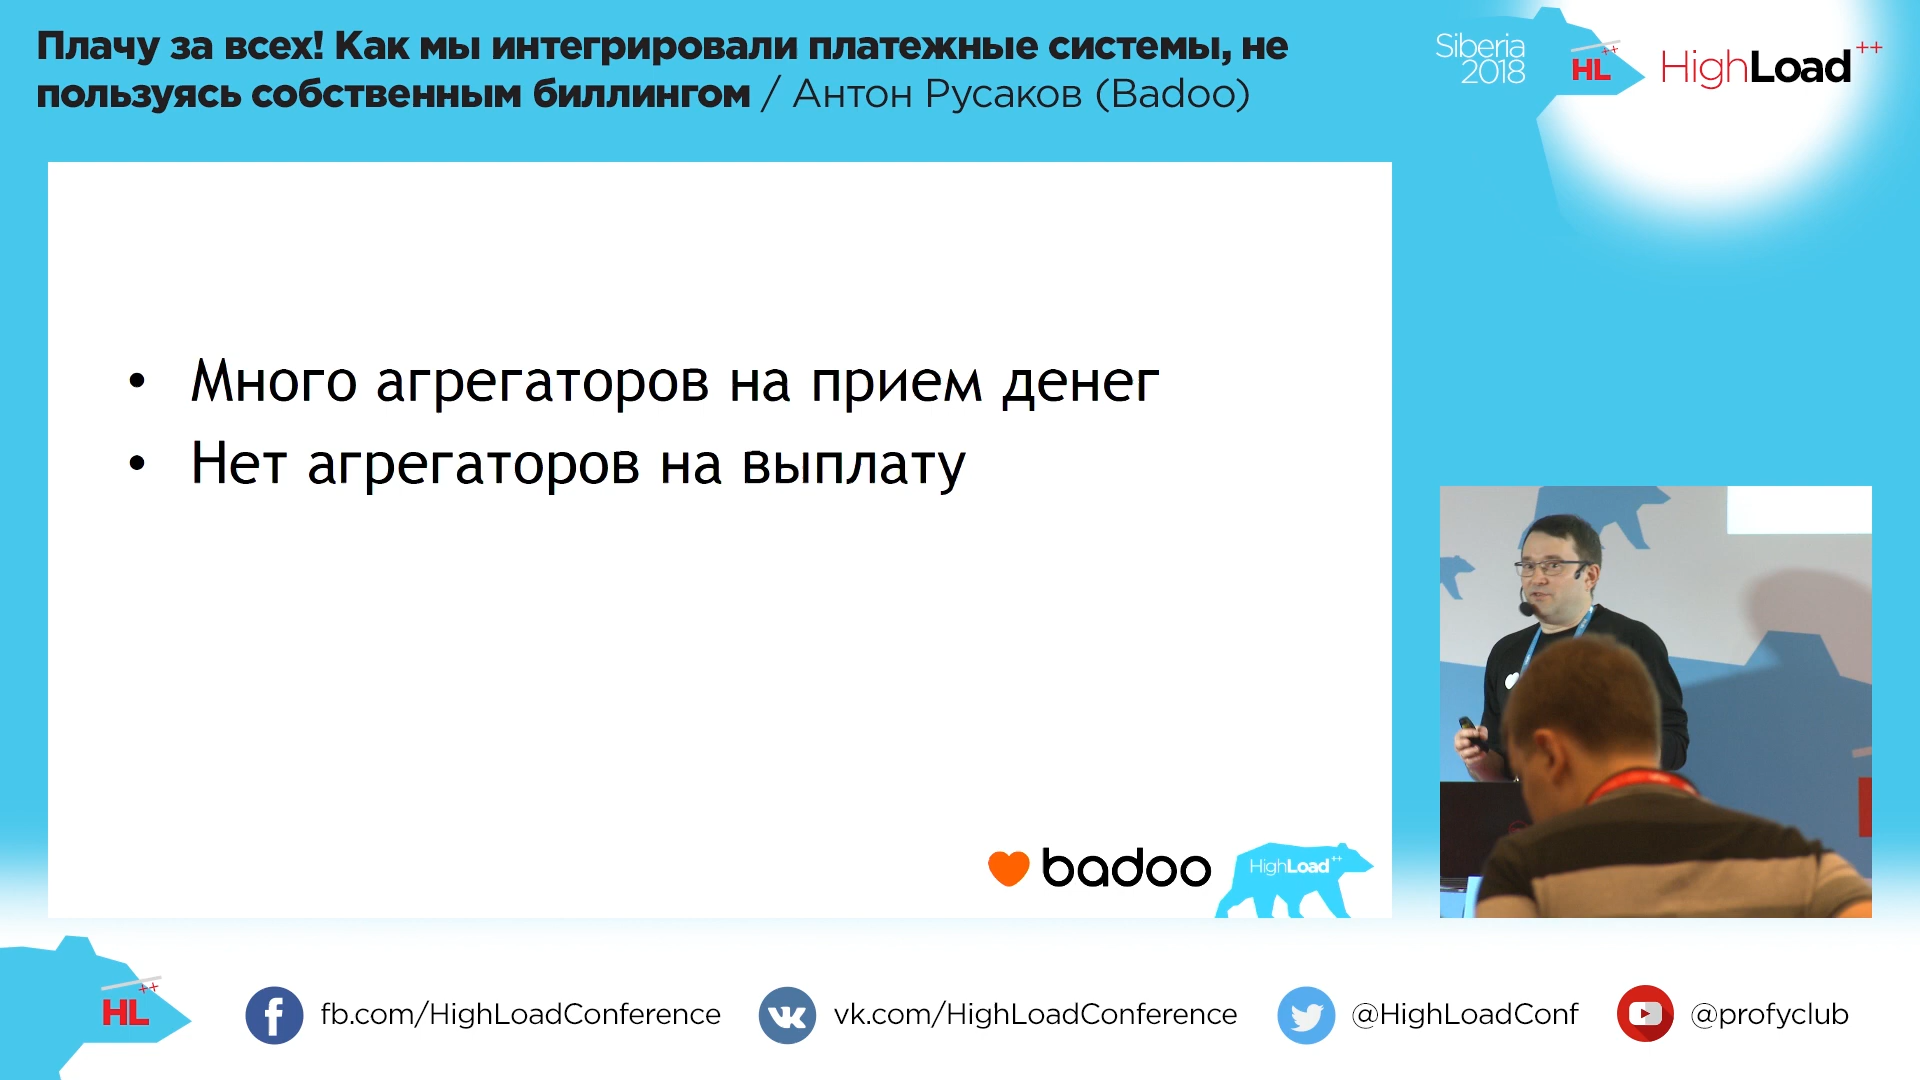 Плачу за всех! Как мы интегрировали платежные системы, не
пользуясь собственным биллингом / Антон Русаков (Badoo)
Siberia
2018
HL++
HighLoad++
• Много агрегаторов на прием денег
• Нет агрегаторов на выплату
badoo
HighLoad++
HL++
fb.com/HighLoadConference
vk.com/HighLoadConference
@HighLoadConf
@profyclub